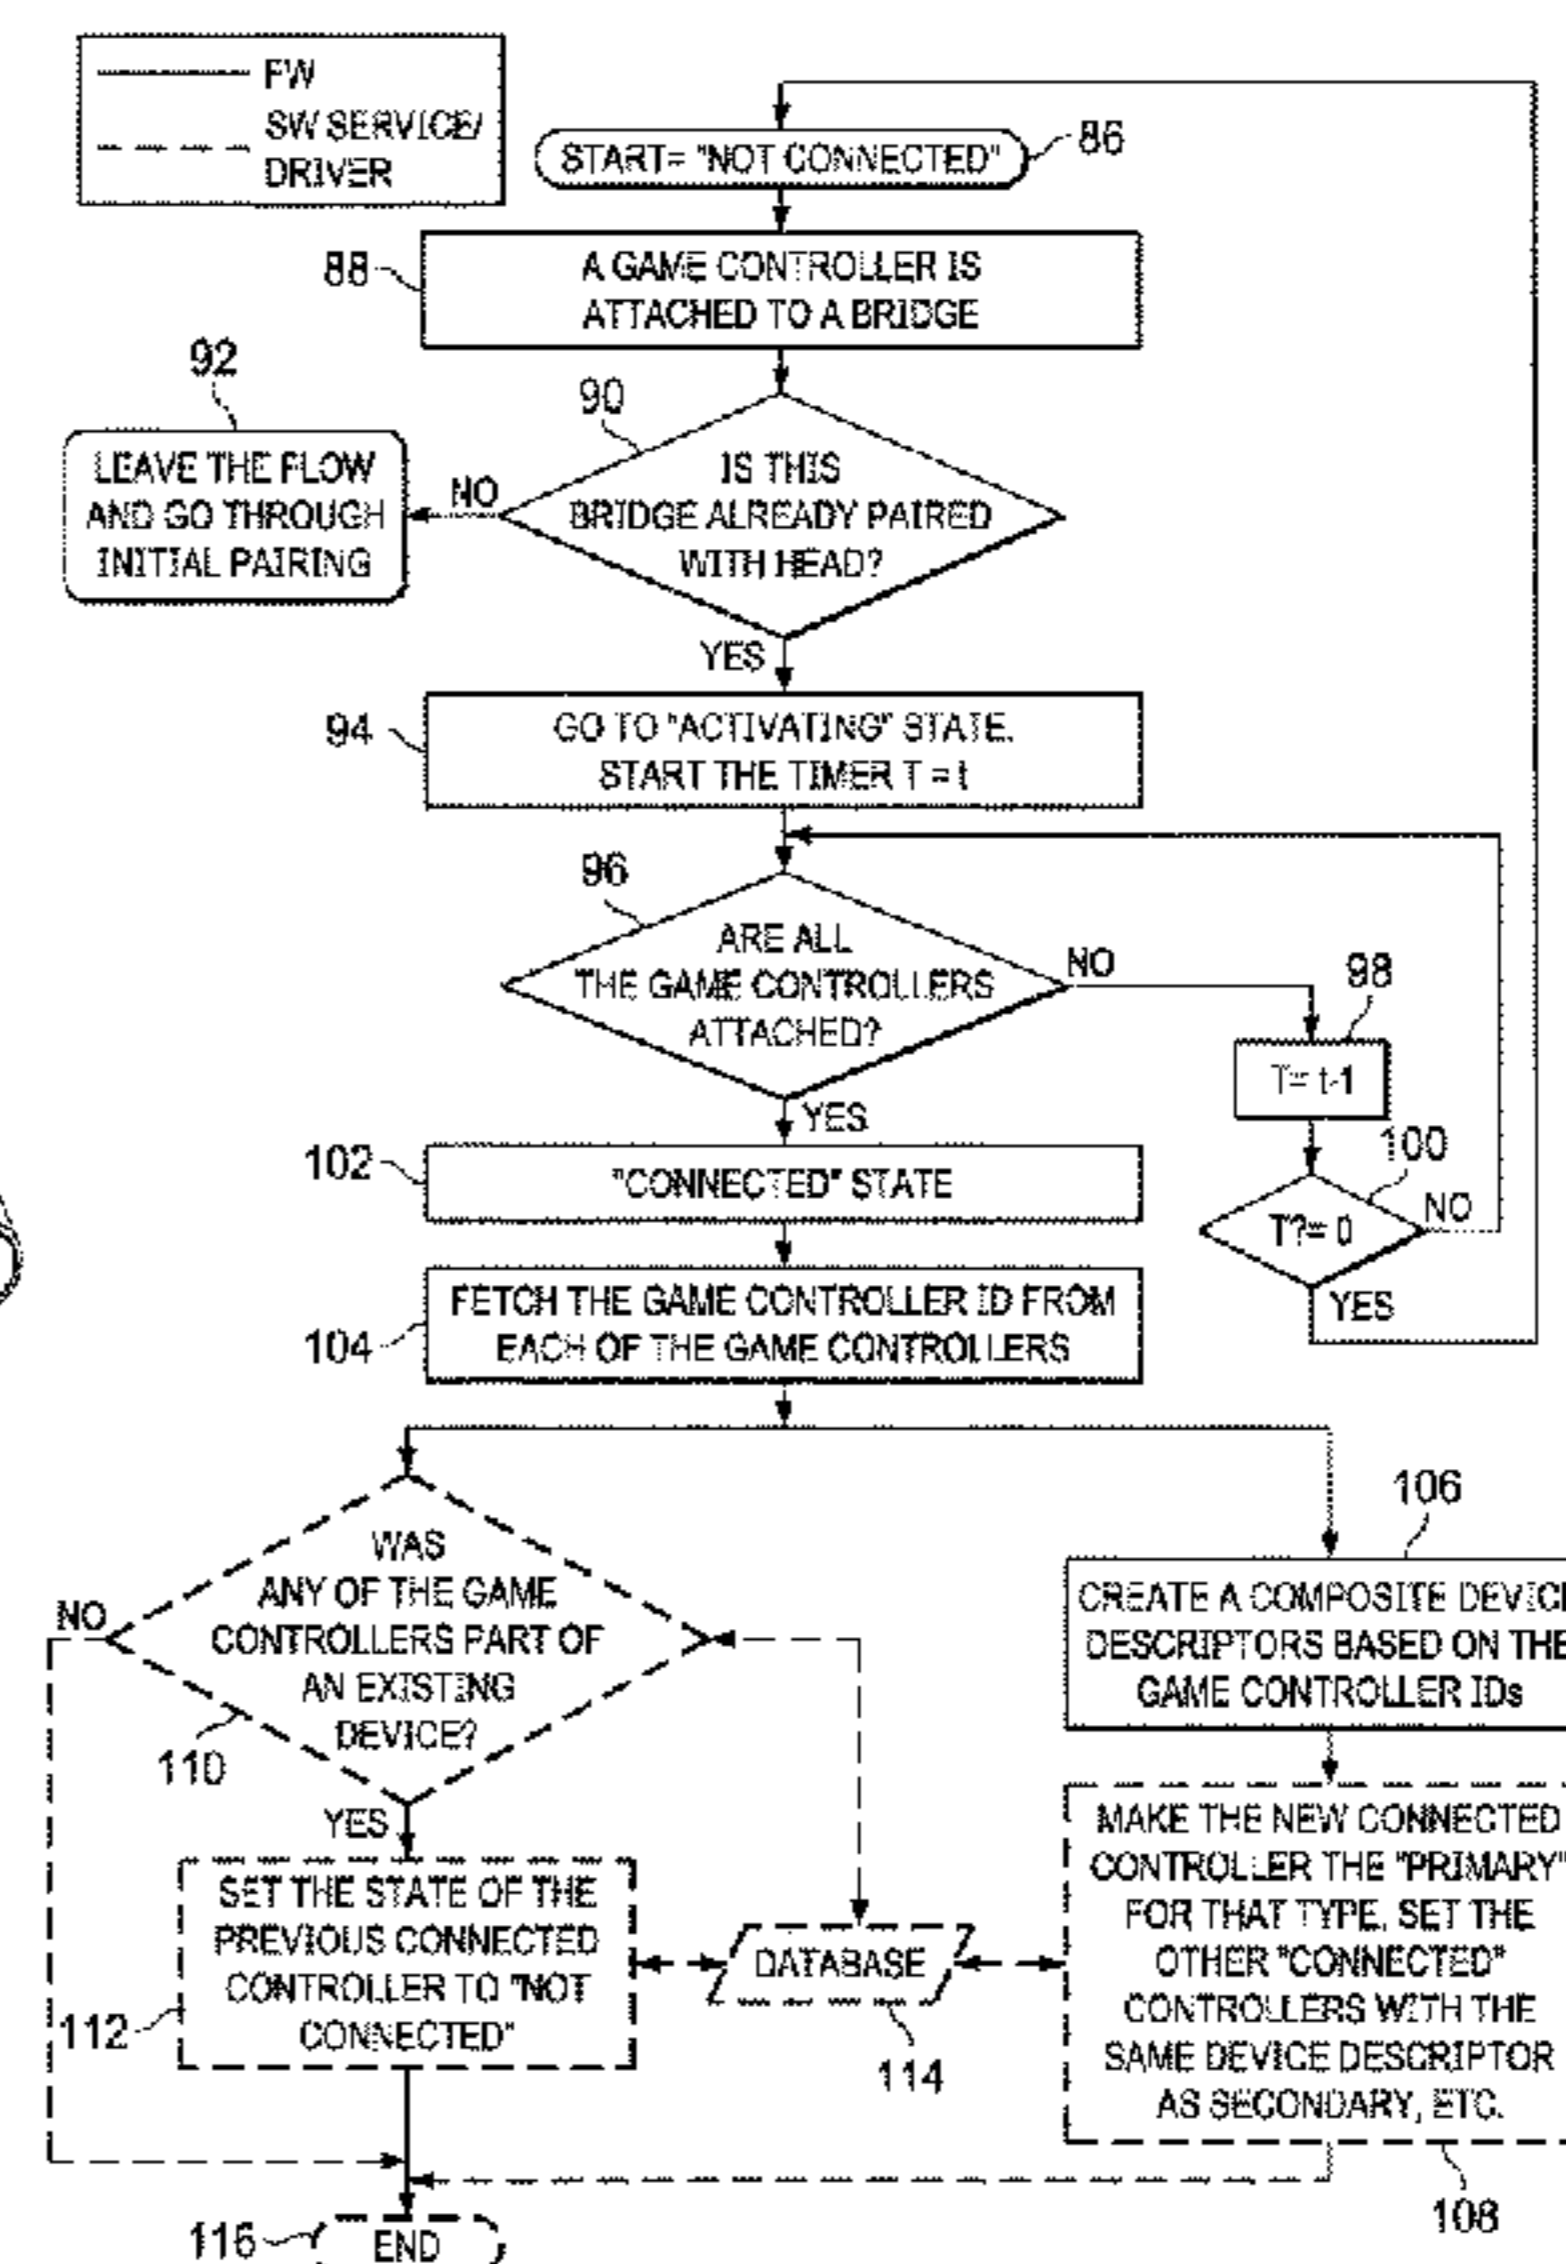 FW
SW SERVICE/
DRIVER
START= "NOT CONNECTED"
86
88
A GAME CONTROLLER IS
ATTACHED TO A BRIDGE
92
90
LEAVE THE FLOW
AND GO THROUGH
INITIAL PAIRING
NO
IS THIS
BRIDGE ALREADY PAIRED
WITH HEAD?
YES
94
GO TO "ACTIVATING" STATE.
START THE TIMER T = t
96
ARE ALL
THE GAME CONTROLLERS
ATTACHED?
NO
98
T= t-1
YES
100
T?= 0
NO
YES
102
"CONNECTED" STATE
104
FETCH THE GAME CONTROLLER ID FROM
EACH OF THE GAME CONTROLLERS
106
WAS
ANY OF THE GAME
CONTROLLERS PART OF
AN EXISTING
DEVICE?
NO
110
YES
CREATE A COMPOSITE DEVIC
DESCRIPTORS BASED ON THE
GAME CONTROLLER IDs
SET THE STATE OF THE
PREVIOUS CONNECTED
CONTROLLER TO "NOT
CONNECTED"
112
DATABASE
114
MAKE THE NEW CONNECTED
CONTROLLER THE "PRIMARY"
FOR THAT TYPE. SET THE
OTHER "CONNECTED"
CONTROLLERS WITH THE
SAME DEVICE DESCRIPTOR
AS SECONDARY, ETC.
108
116
END